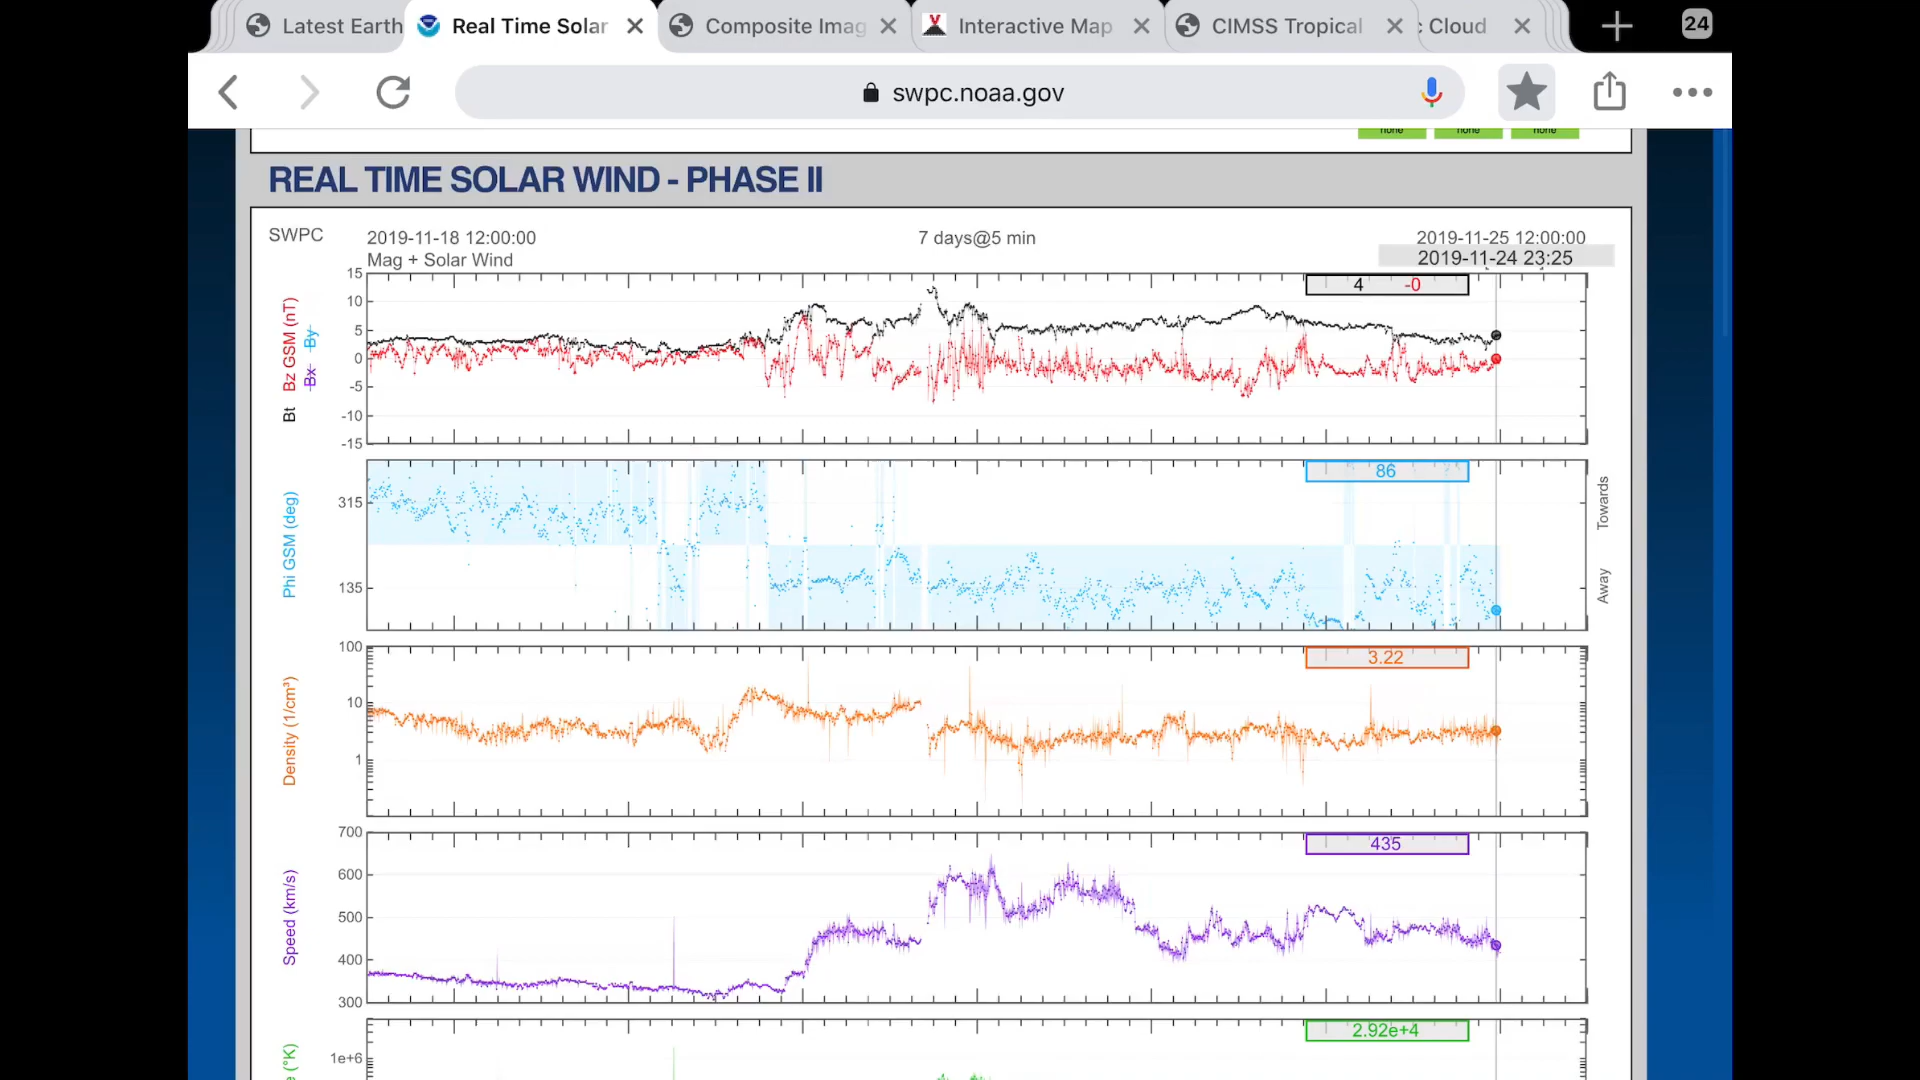 Latest Earth
Real Time Solar
Composite Imag
Interactive Map
CIMSS Tropical
Cloud
24
swpc.noaa.gov
none none none
REAL TIME SOLAR WIND - PHASE II
SWPC
2019-11-18 12:00:00
7 days@5 min
2019-11-25 12:00:00
Mag + Solar Wind
2019-11-24 23:25
Bt Bz GSM (nT)
Bx By
15
10
5
0
-5
-10
-15
4 -0
Phi GSM (deg)
315
135
86
Towards
Away
Density (1/cm³)
100
10
1
3.22
Speed (km/s)
700
600
500
400
300
435
(°K)
1e+6
2.92e+4